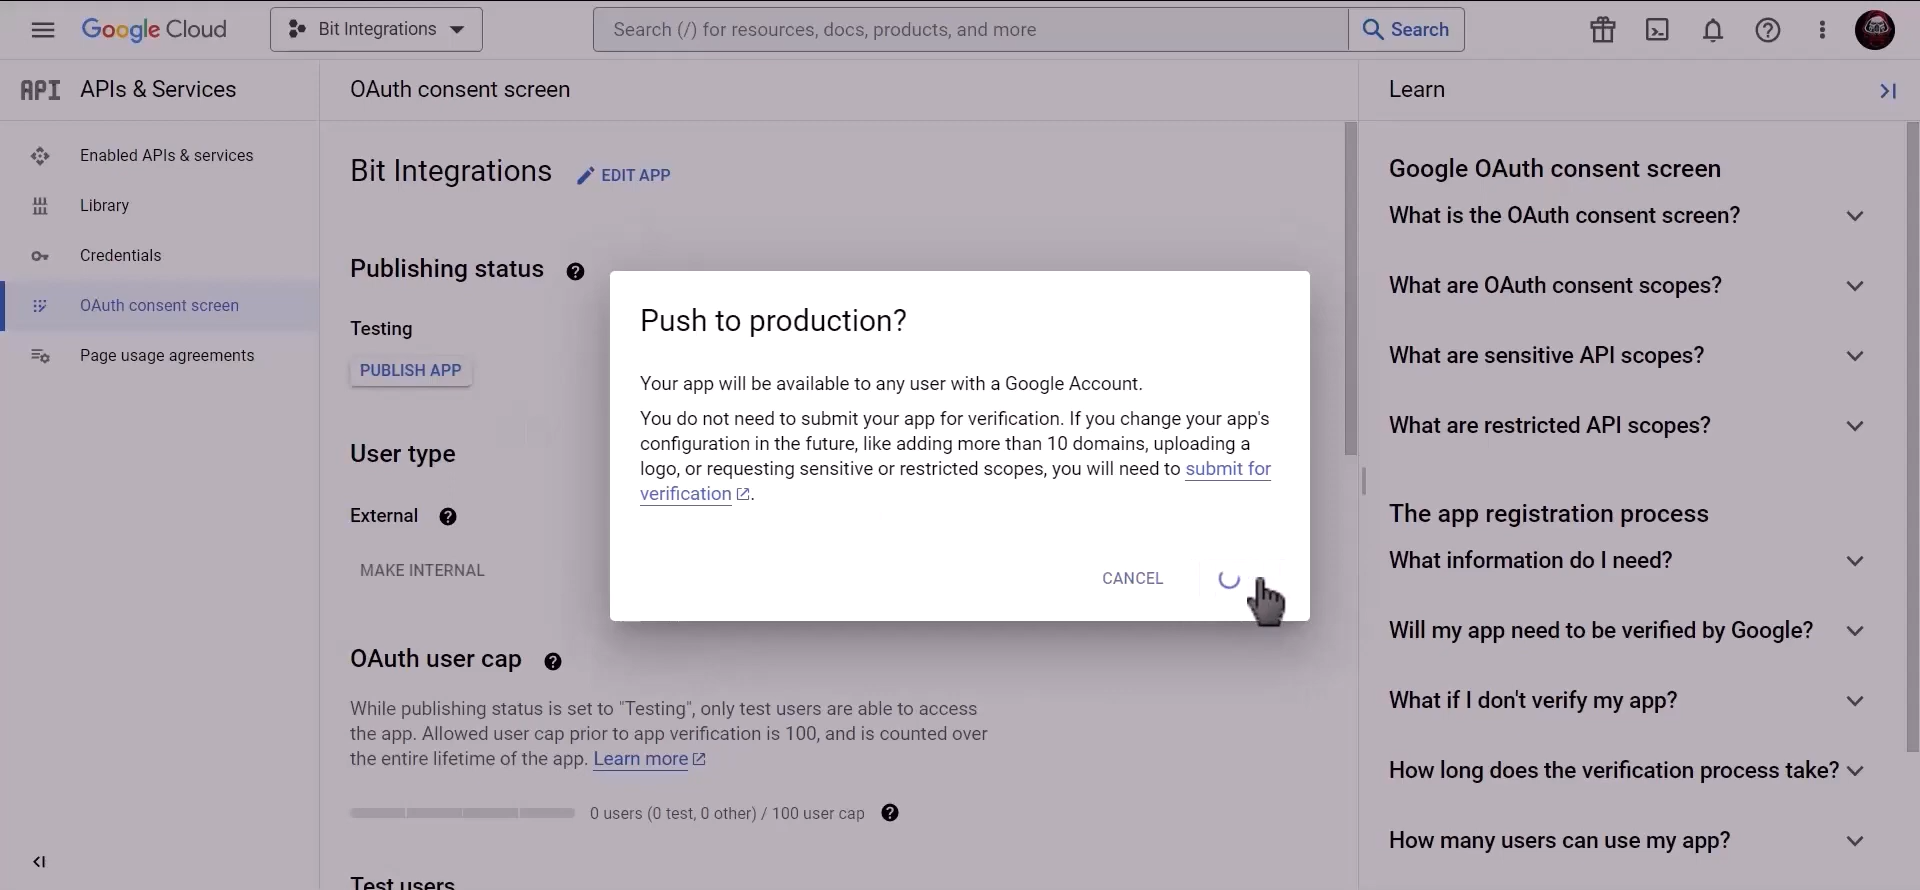 Google Cloud
Bit Integrations
Search (/) for resources, docs, products, and more
Search
API
APIs & Services
Enabled APIs & services
Library
Credentials
OAuth consent screen
Page usage agreements
OAuth consent screen
Bit Integrations
EDIT APP
Publishing status
Testing
PUBLISH APP
User type
External
MAKE INTERNAL
OAuth user cap
While publishing status is set to "Testing", only test users are able to access
the app. Allowed user cap prior to app verification is 100, and is counted over
the entire lifetime of the app. Learn more
0 users (0 test, 0 other) / 100 user cap
Test users
Push to production?
Your app will be available to any user with a Google Account.
You do not need to submit your app for verification. If you change your app's
configuration in the future, like adding more than 10 domains, uploading a
logo, or requesting sensitive or restricted scopes, you will need to submit for
verification.
CANCEL
Learn
Google OAuth consent screen
What is the OAuth consent screen?
What are OAuth consent scopes?
What are sensitive API scopes?
What are restricted API scopes?
The app registration process
What information do I need?
Will my app need to be verified by Google?
What if I don't verify my app?
How long does the verification process take?
How many users can use my app?